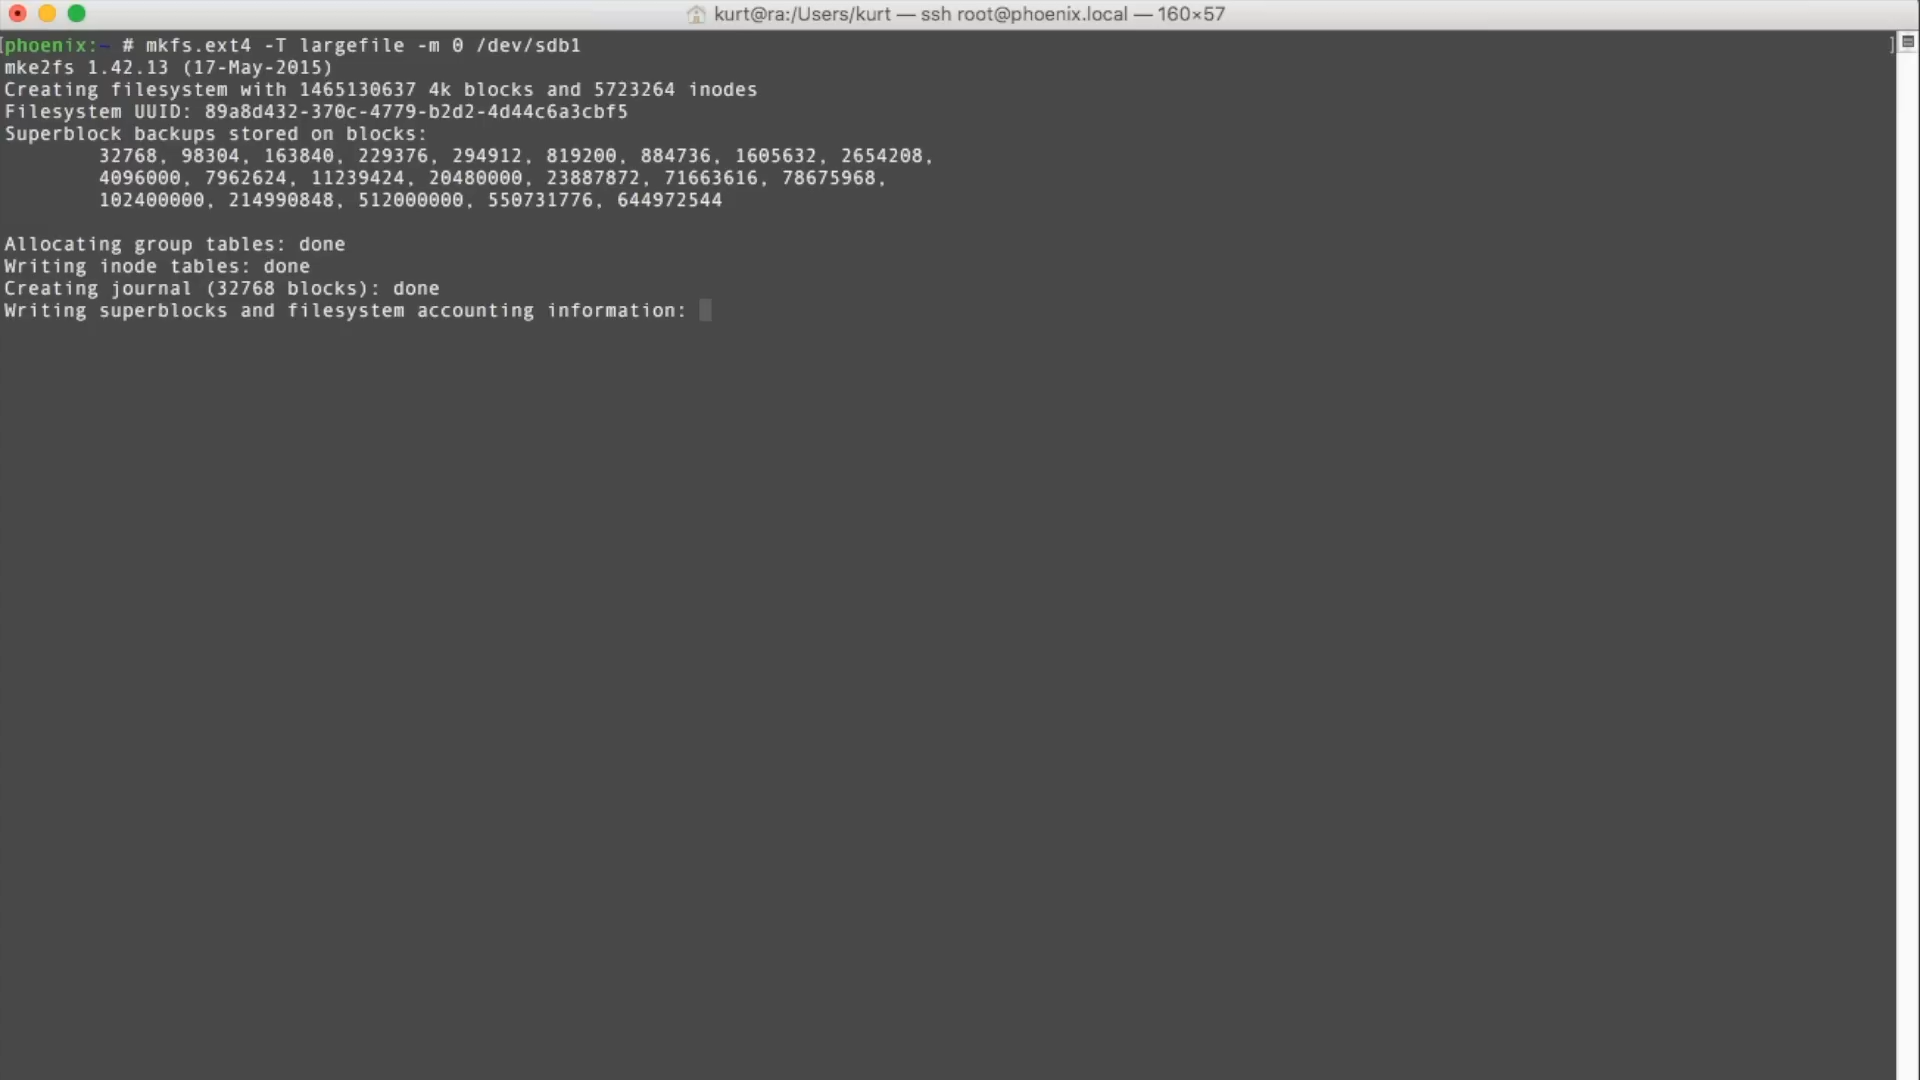 kurt@ra:/Users/kurt — ssh root@phoenix.local — 160×57
[phoenix:~ # mkfs.ext4 -T largefile -m 0 /dev/sdb1 ]
mke2fs 1.42.13 (17-May-2015)
Creating filesystem with 1465130637 4k blocks and 5723264 inodes
Filesystem UUID: 89a8d432-370c-4779-b2d2-4d44c6a3cbf5
Superblock backups stored on blocks:
32768, 98304, 163840, 229376, 294912, 819200, 884736, 1605632, 2654208,
4096000, 7962624, 11239424, 20480000, 23887872, 71663616, 78675968,
102400000, 214990848, 512000000, 550731776, 644972544
Allocating group tables: done
Writing inode tables: done
Creating journal (32768 blocks): done
Writing superblocks and filesystem accounting information: